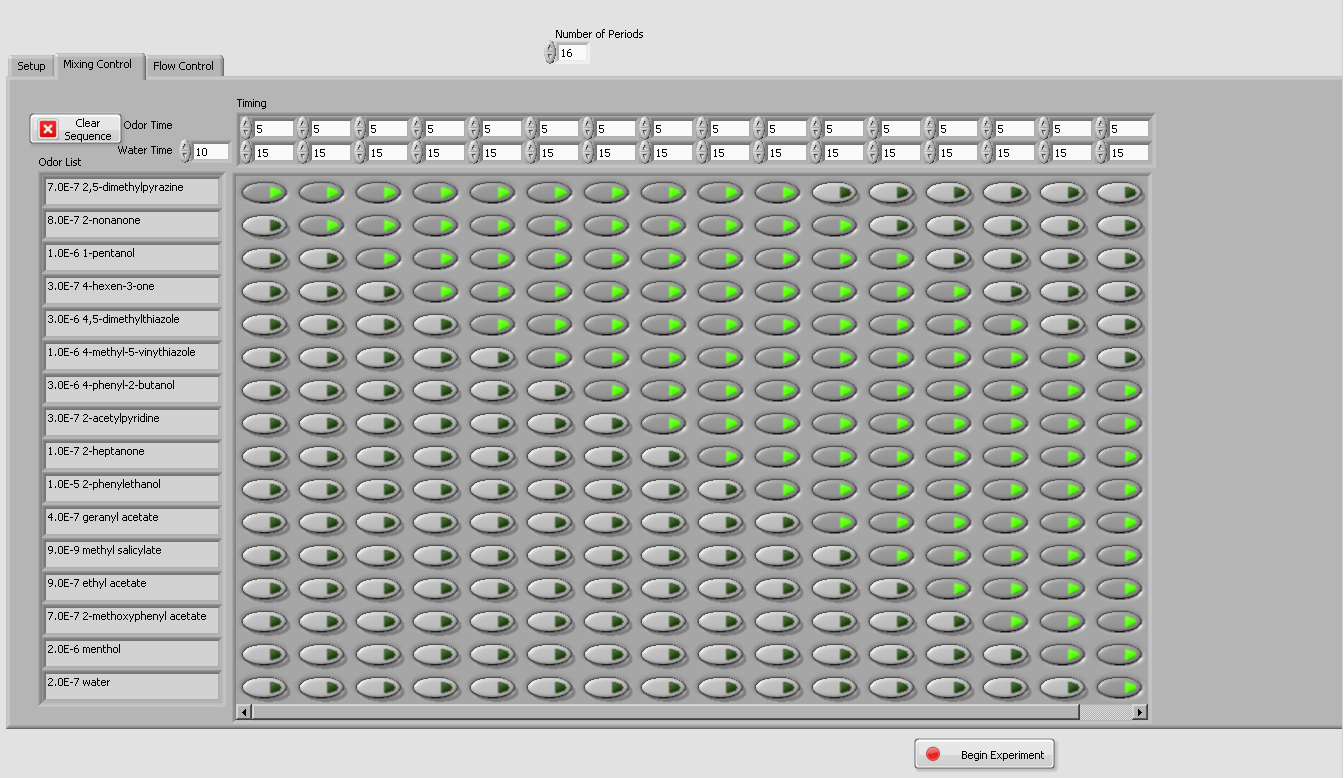 Number of Periods
16
Setup
Mixing Control
Flow Control
Timing
Clear
Sequence
Odor Time
5 5 5 5 5 5 5 5 5 5 5 5 5 5 5 5
Water Time
10
15 15 15 15 15 15 15 15 15 15 15 15 15 15 15 15
Odor List
7.0E-7 2,5-dimethylpyrazine
8.0E-7 2-nonanone
1.0E-6 1-pentanol
3.0E-7 4-hexen-3-one
3.0E-6 4,5-dimethylthiazole
1.0E-6 4-methyl-5-vinythiazole
3.0E-6 4-phenyl-2-butanol
3.0E-7 2-acetylpyridine
1.0E-7 2-heptanone
1.0E-5 2-phenylethanol
4.0E-7 geranyl acetate
9.0E-9 methyl salicylate
9.0E-7 ethyl acetate
7.0E-7 2-methoxyphenyl acetate
2.0E-6 menthol
2.0E-7 water
Begin Experiment